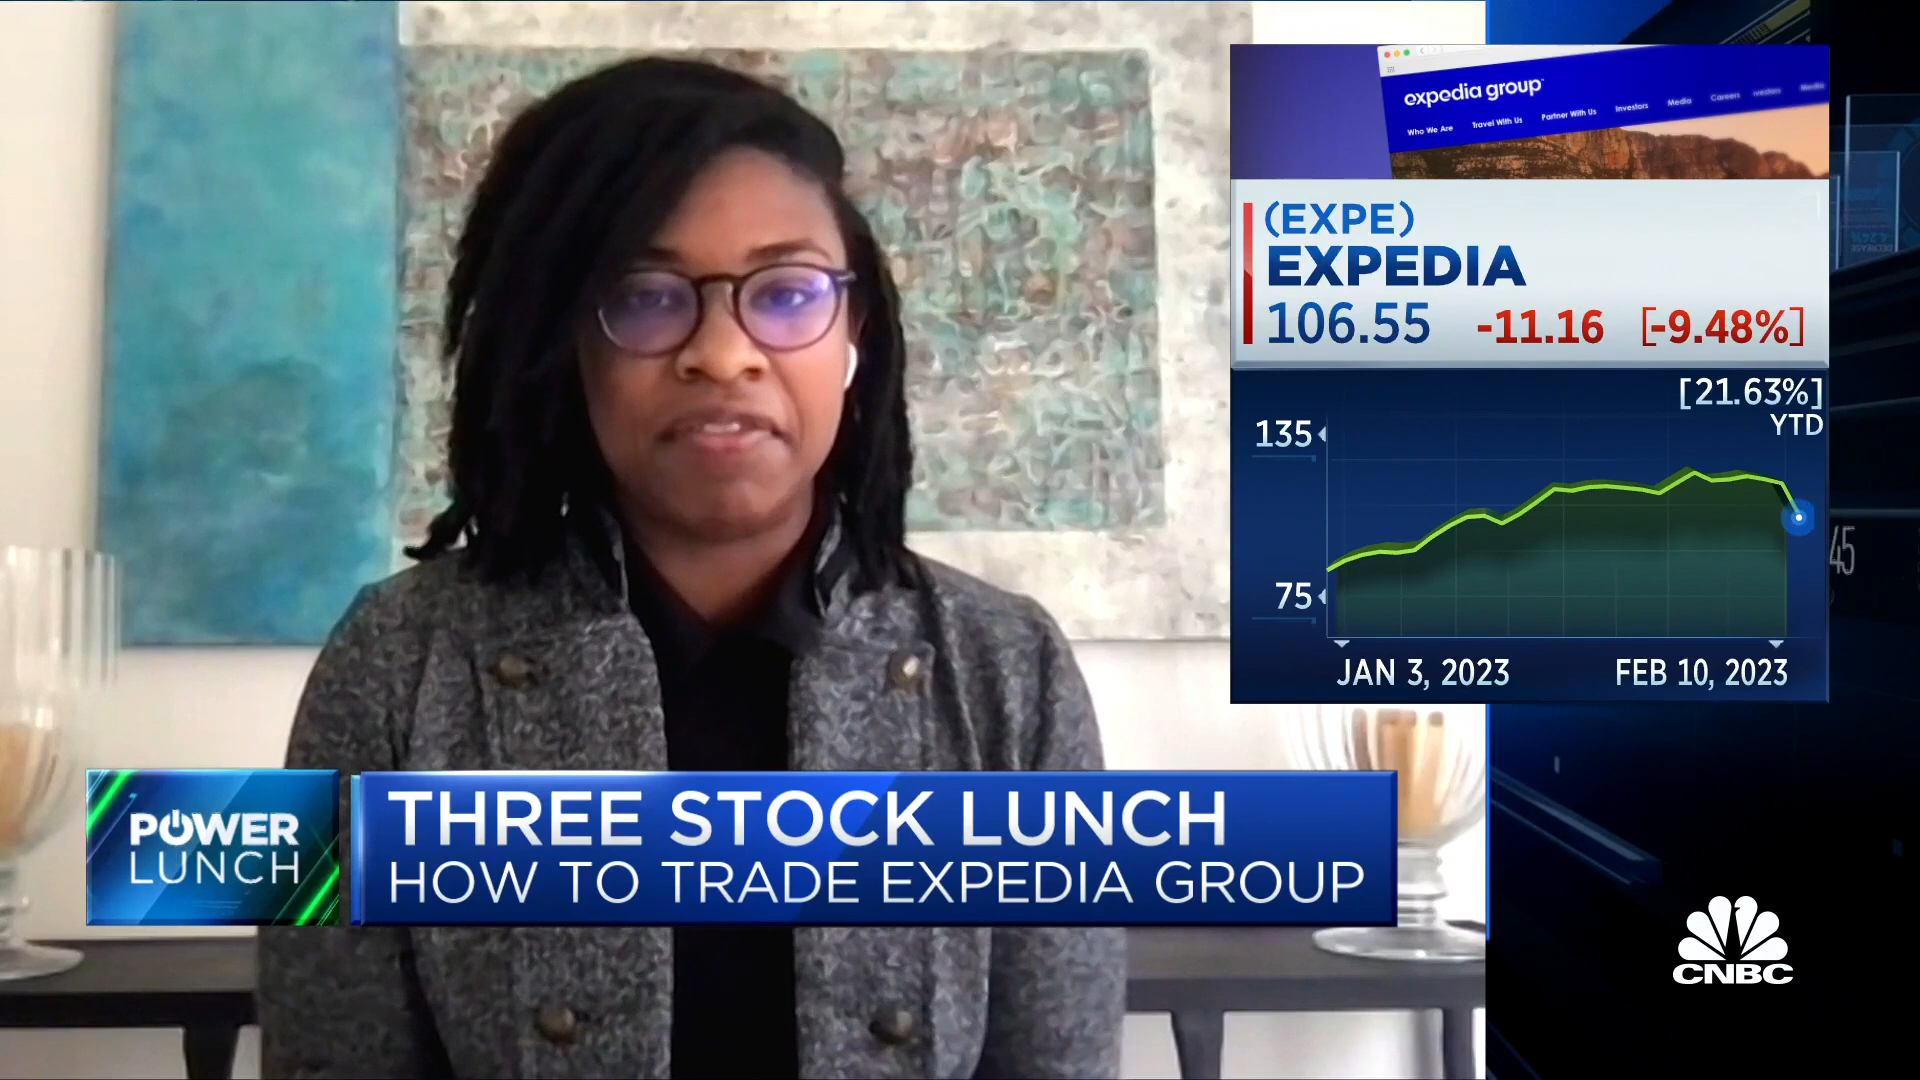 expedia group
Who We Are Travel With Us Partner With Us Investors Media Careers
(EXPE)
EXPEDIA
106.55 -11.16 [-9.48%]
[21.63%]
YTD
135
75
JAN 3, 2023 FEB 10, 2023
45
POWER
LUNCH
THREE STOCK LUNCH
HOW TO TRADE EXPEDIA GROUP
CNBC